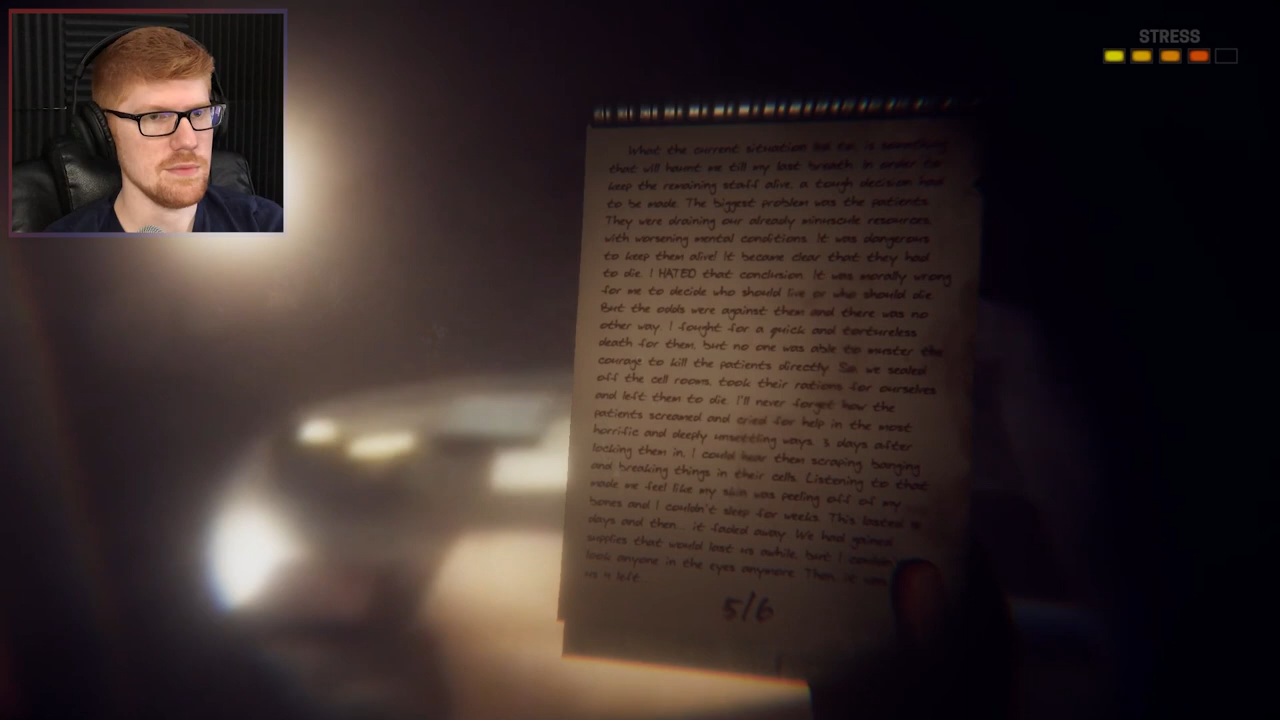 STRESS
What the current situation led to, is something
that will haunt me till my last breath. In order to
keep the remaining staff alive, a tough decision had
to be made. The biggest problem was the patients.
They were draining our already minuscule resources
with worsening mental conditions. It was dangerous
to keep them alive! It became clear that they had
to die. I HATED that conclusion. It was morally wrong
for me to decide who should live or who should die.
But the odds were against them and there was no
other way. I fought for a quick and tortureless
death for them, but no one was able to muster the
courage to kill the patients directly. So, we sealed
off the cell rooms, took their rations for ourselves
and left them to die. I'll never forget how the
patients screamed and cried for help in the most
horrific and deeply unsettling ways. 3 days after
locking them in, I could hear them scraping, banging
and breaking things in their cells. Listening to that
made me feel like my skin was peeling off of my
bones and I couldn't sleep for weeks. This lasted
days and then... it faded away. We had gained
supplies that would last us awhile, but I couldn't
look anyone in the eyes anymore. Then, it was
us 4 left.
5/6